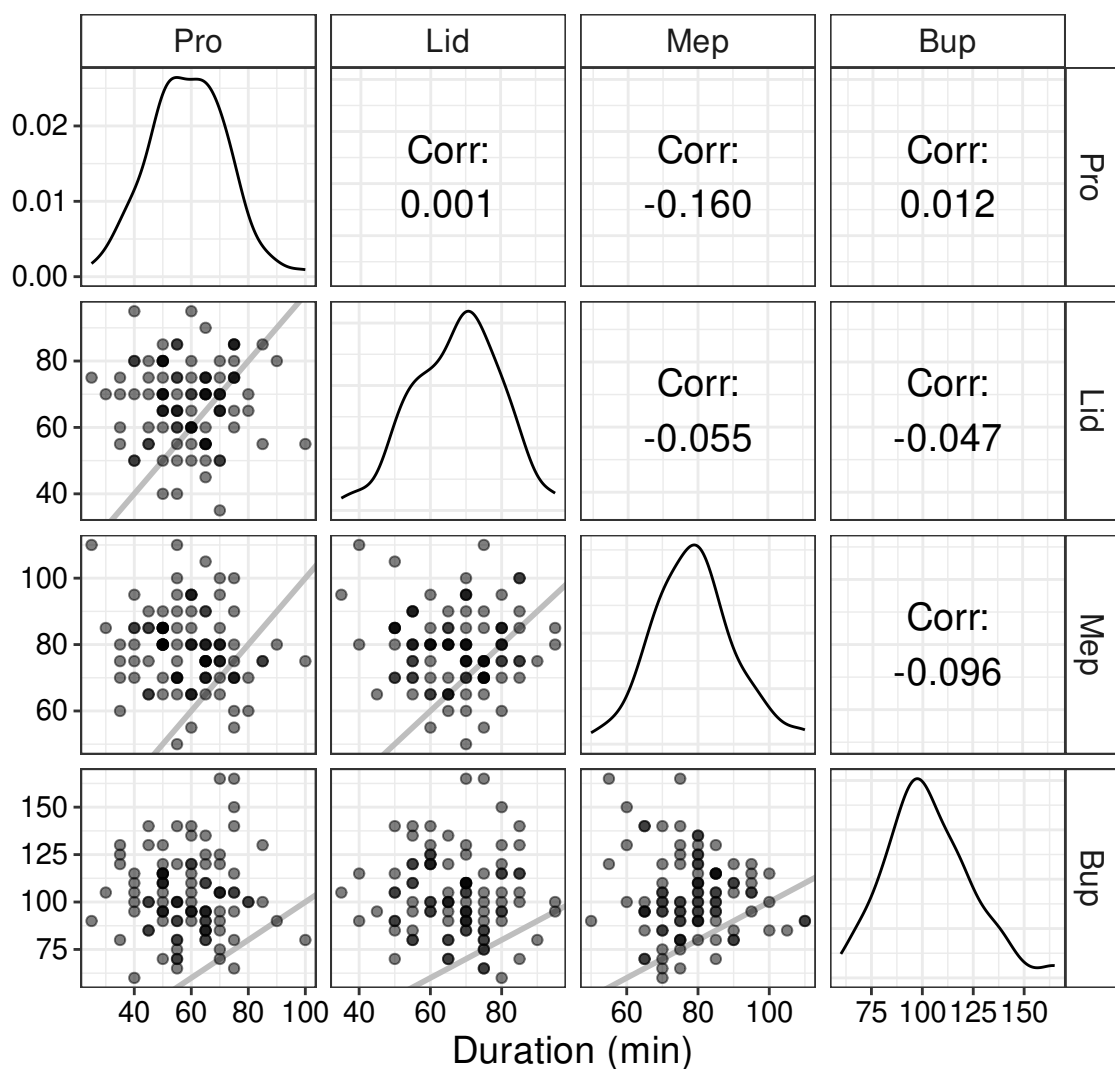 Pro Lid Mep Bup
0.02
0.01
0.00
Corr:
0.001
Corr:
-0.160
Corr:
0.012
Pro
80
60
40
Corr:
-0.055
Corr:
-0.047
Lid
100
80
60
Corr:
-0.096
Mep
150
125
100
75
Bup
40 60 80 100 40 60 80 60 80 100 75 100 125 150
Duration (min)